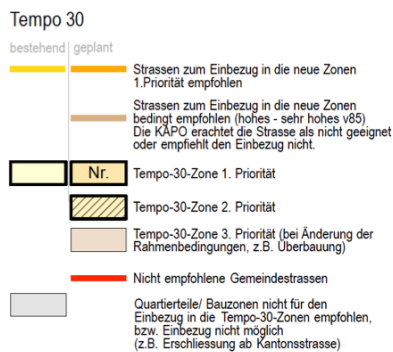 Tempo 30
bestehend geplant
Strassen zum Einbezug in die neue Zonen
1.Priorität empfohlen
Strassen zum Einbezug in die neue Zonen
bedingt empfohlen (hohes - sehr hohes v85)
Die KAPO erachtet die Strasse als nicht geeignet
oder empfiehlt den Einbezug nicht.
Nr. Tempo-30-Zone 1. Priorität
Tempo-30-Zone 2. Priorität
Tempo-30-Zone 3. Priorität (bei Änderung der
Rahmenbedingungen, z.B. Überbauung)
Nicht empfohlene Gemeindestrassen
Quartierteile/ Bauzonen nicht für den
Einbezug in die Tempo-30-Zonen empfohlen,
bzw. Einbezug nicht möglich
(z.B. Erschliessung ab Kantonsstrasse)